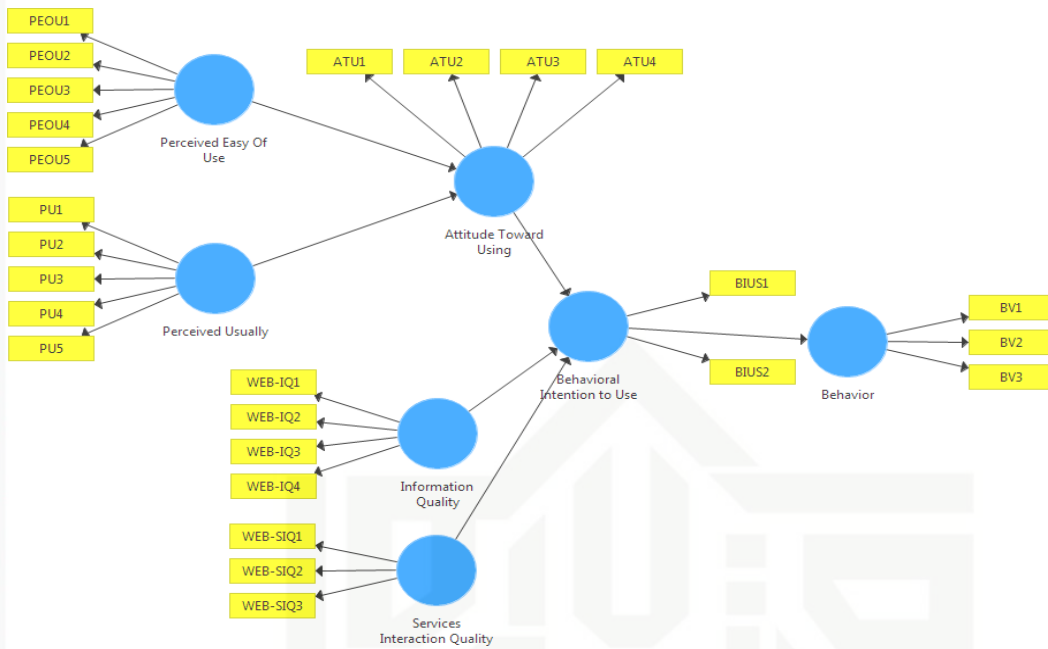 PEOU1
PEOU2
PEOU3
PEOU4
PEOU5
Perceived Easy Of
Use
ATU1
ATU2
ATU3
ATU4
Attitude Toward
Using
PU1
PU2
PU3
PU4
PU5
Perceived Usually
BIUS1
BIUS2
Behavioral
Intention to Use
BV1
BV2
BV3
Behavior
WEB-IQ1
WEB-IQ2
WEB-IQ3
WEB-IQ4
Information
Quality
WEB-SIQ1
WEB-SIQ2
WEB-SIQ3
Services
Interaction Quality